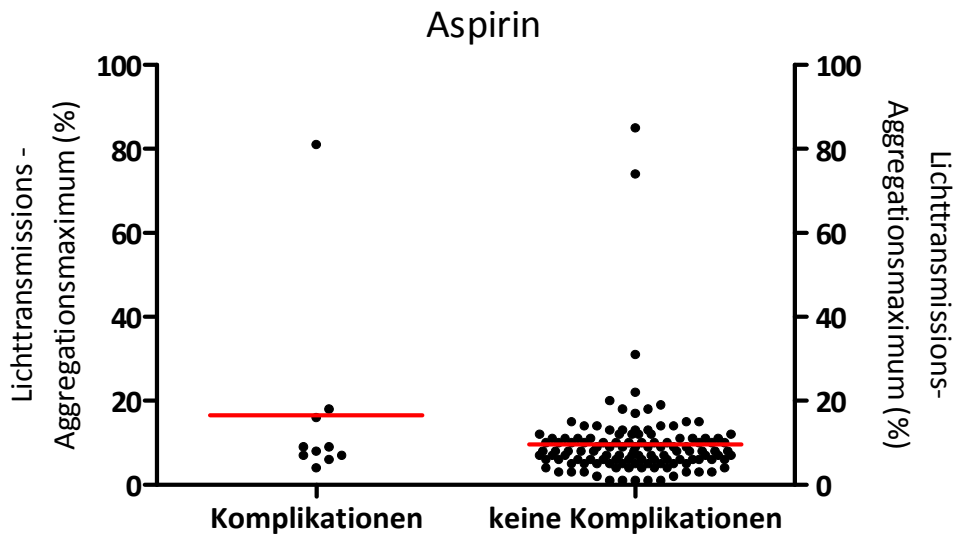 Aspirin
Lichttransmissions -
Aggregationsmaximum (%)
100
80
60
40
20
0
100
80
60
40
20
0
Lichttransmissions-
Aggregationsmaximum (%)
Komplikationen
keine Komplikationen